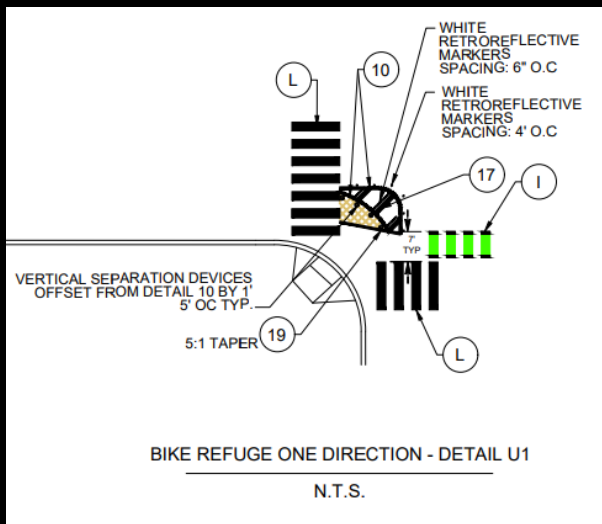 WHITE
RETROREFLECTIVE
MARKERS
SPACING: 6" O.C
10
L
WHITE
RETROREFLECTIVE
MARKERS
SPACING: 4' O.C
17
I
7'
TYP
VERTICAL SEPARATION DEVICES
OFFSET FROM DETAIL 10 BY 1'
5' OC TYP.
5:1 TAPER
19
L
BIKE REFUGE ONE DIRECTION - DETAIL U1
N.T.S.